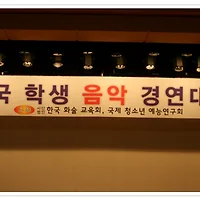 국 학생 음악 경연대
한국 화술 교육회, 국제 청소년 예능연구회